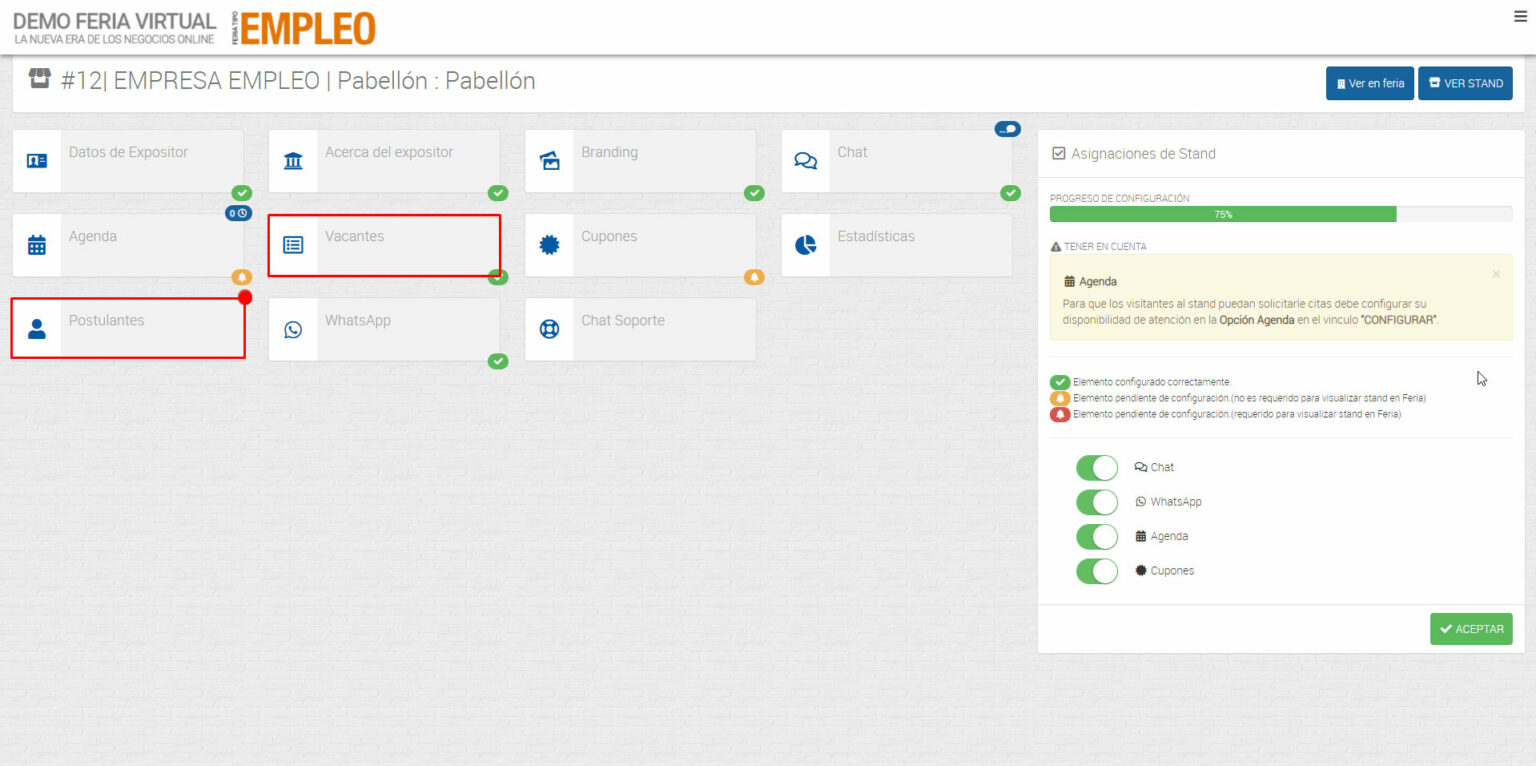 DEMO FERIA VIRTUAL
LA NUEVA ERA DE LOS NEGOCIOS ONLINE
FERIA TIPO
EMPLEO
#12| EMPRESA EMPLEO | Pabellón : Pabellón
Ver en feria
VER STAND
Datos de Expositor
Acerca del expositor
Branding
...
Chat
Agenda
0
Vacantes
Cupones
Estadísticas
Postulantes
WhatsApp
Chat Soporte
Asignaciones de Stand
PROGRESO DE CONFIGURACIÓN
75%
TENER EN CUENTA
Agenda
×
Para que los visitantes al stand puedan solicitarle citas debe configurar su
disponibilidad de atención en la Opción Agenda en el vinculo "CONFIGURAR".
Elemento configurado correctamente.
Elemento pendiente de configuración.(no es requerido para visualizar stand en Feria)
Elemento pendiente de configuración.(requerido para visualizar stand en Feria)
Chat
WhatsApp
Agenda
Cupones
ACEPTAR